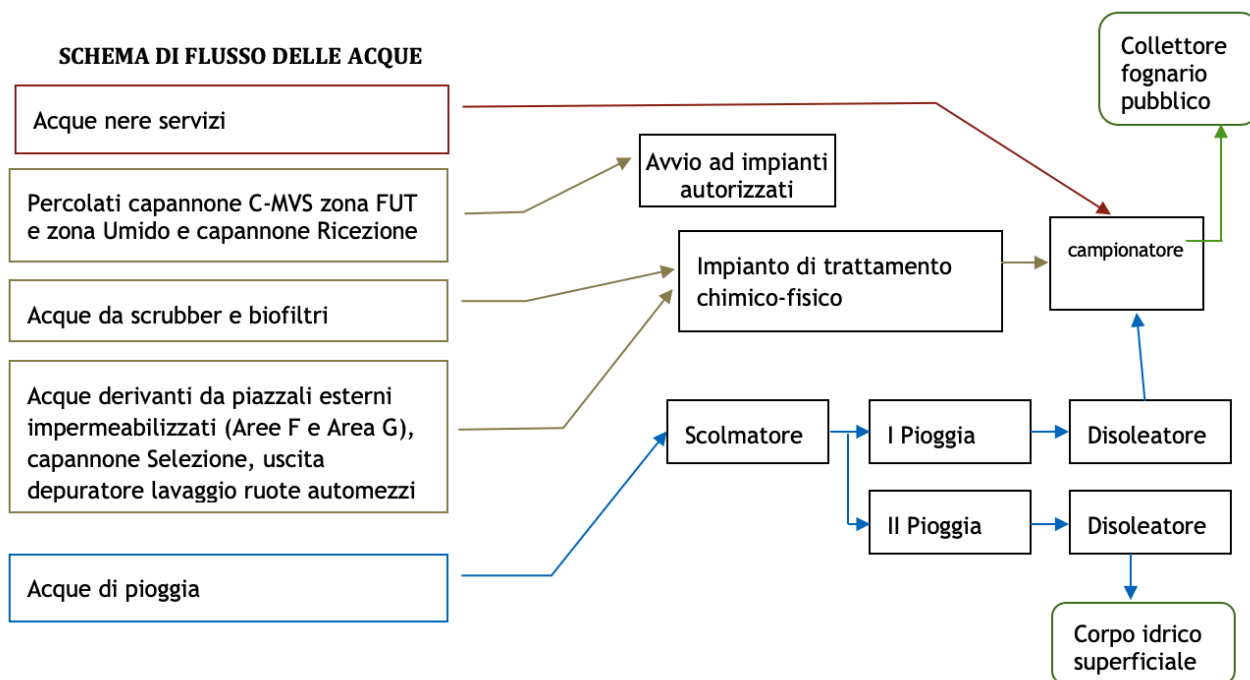 SCHEMA DI FLUSSO DELLE ACQUE
Collettore
fognario
pubblico
Acque nere servizi
Avvio ad impianti
autorizzati
Percolati capannone C-MVS zona FUT
e zona Umido e capannone Ricezione
campionatore
Impianto di trattamento
chimico-fisico
Acque da scrubber e biofiltri
Acque derivanti da piazzali esterni
impermeabilizzati (Aree F e Area G),
capannone Selezione, uscita
depuratore lavaggio ruote automezzi
Scolmatore
I Pioggia
Disoleatore
II Pioggia
Disoleatore
Acque di pioggia
Corpo idrico
superficiale